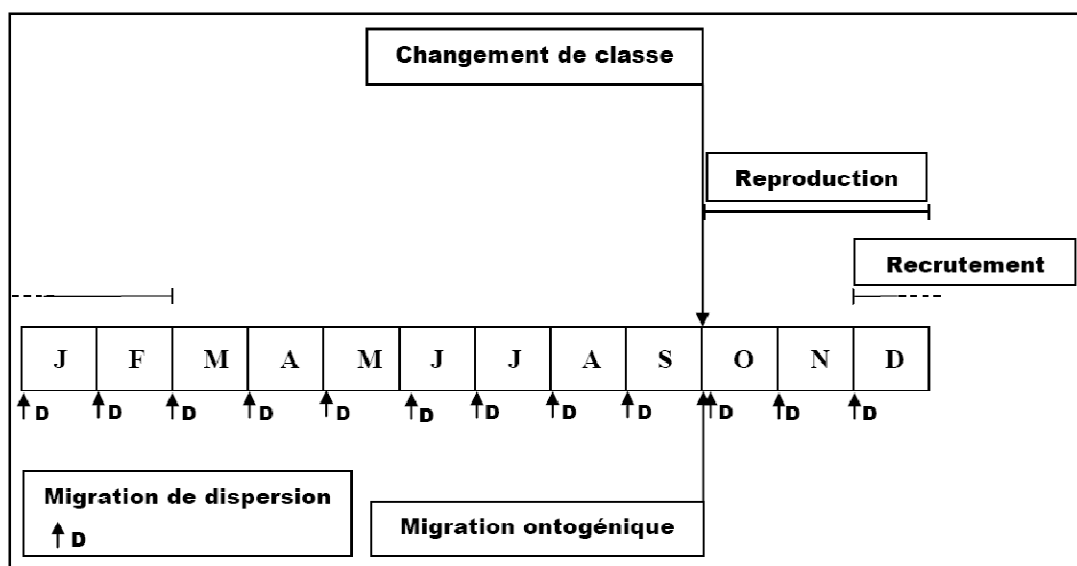 Changement de classe
Reproduction
Recrutement
J F M A M J J A S O N D
↑D ↑D ↑D ↑D ↑D ↑D ↑D ↑D ↑D ↑↑D ↑D ↑D
Migration de dispersion
↑D
Migration ontogénique